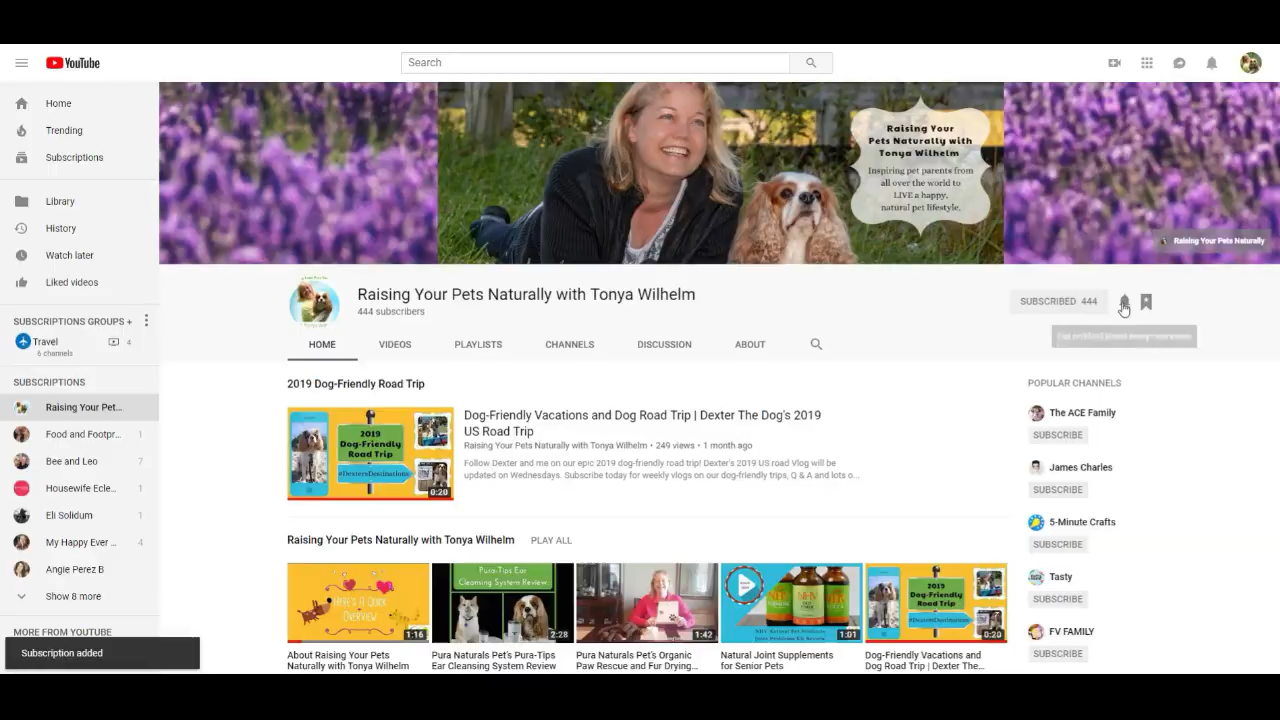 YouTube
Search
Home
Trending
Subscriptions
Library
History
Watch later
Liked videos
SUBSCRIPTIONS GROUPS +
Travel
4
6 channels
SUBSCRIPTIONS
Raising Your Pet...
Food and Footpr... 1
Bee and Leo 7
Housewife Ecle... 1
Eli Solidum 1
My Happy Ever ... 4
Angie Perez B
Show 8 more
MORE FROM YOUTUBE
Subscription added
Raising Your
Pets Naturally with
Tonya Wilhelm
Inspiring pet parents from
all over the world to
LIVE a happy,
natural pet lifestyle.
Raising Your Pets Naturally
Raising Your Pets Naturally with Tonya Wilhelm
444 subscribers
SUBSCRIBED 444
HOME VIDEOS PLAYLISTS CHANNELS DISCUSSION ABOUT
2019 Dog-Friendly Road Trip
2019
Dog-Friendly
Road Trip
#DextersDestinations
0:20
Dog-Friendly Vacations and Dog Road Trip | Dexter The Dog's 2019
US Road Trip
Raising Your Pets Naturally with Tonya Wilhelm • 249 views • 1 month ago
Follow Dexter and me on our epic 2019 dog-friendly road trip! Dexter's 2019 US road Vlog will be
updated on Wednesdays. Subscribe today for weekly vlogs on our dog-friendly trips, Q & A and lots o...
Raising Your Pets Naturally with Tonya Wilhelm PLAY ALL
Here's A Quick
Overview
1:16
About Raising Your Pets
Naturally with Tonya Wilhelm
Pura-Tips Ear
Cleansing System Review
2:28
Pura Naturals Pet's Pura-Tips
Ear Cleansing System Review
1:42
Pura Naturals Pet's Organic
Paw Rescue and Fur Drying...
NHV
1:01
Natural Joint Supplements
for Senior Pets
2019
Dog-Friendly
Road Trip
#DextersDestinations
0:20
Dog-Friendly Vacations and
Dog Road Trip | Dexter The...
POPULAR CHANNELS
The ACE Family
SUBSCRIBE
James Charles
SUBSCRIBE
5-Minute Crafts
SUBSCRIBE
Tasty
SUBSCRIBE
FV FAMILY
SUBSCRIBE